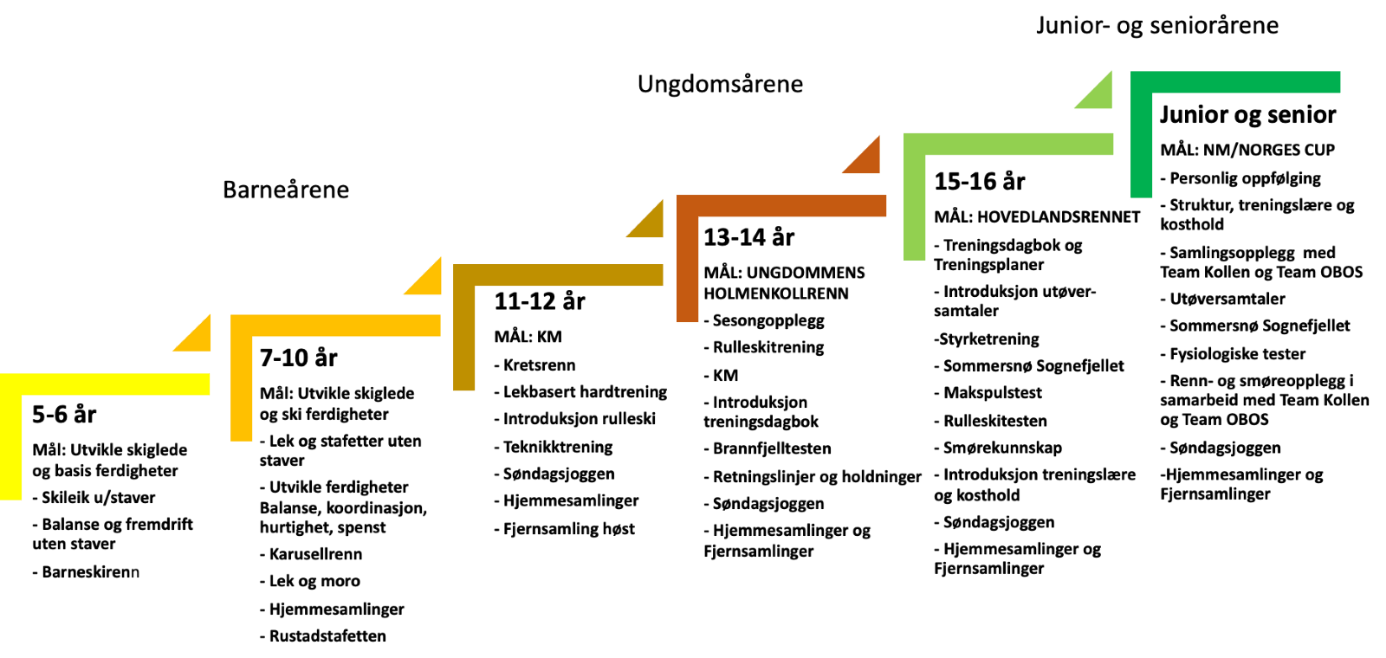 Junior- og seniorårene
Ungdomsårene
Barneårene
5-6 år
Mål: Utvikle skiglede
og basis ferdigheter
- Skileik u/staver
- Balanse og fremdrift
uten staver
- Barneskirenn
7-10 år
Mål: Utvikle skiglede
og ski ferdigheter
- Lek og stafetter uten
staver
- Utvikle ferdigheter
Balanse, koordinasjon,
hurtighet, spenst
- Karusellrenn
- Lek og moro
- Hjemmesamlinger
- Rustadstafetten
11-12 år
MÅL: KM
- Kretsrenn
- Lekbasert hardtrening
- Introduksjon rulleski
- Teknikktrening
- Søndagsjoggen
- Hjemmesamlinger
- Fjernsamling høst
13-14 år
MÅL: UNGDOMMENS
HOLMENKOLLRENN
- Sesongopplegg
- Rulleskitrening
- KM
- Introduksjon
treningsdagbok
- Brannfjelltesten
- Retningslinjer og holdninger
- Søndagsjoggen
- Hjemmesamlinger og
Fjernsamlinger
15-16 år
MÅL: HOVEDLANDSRENNET
- Treningsdagbok og
Treningsplaner
- Introduksjon utøver-
samtaler
-Styrketrening
- Sommersnø Sognefjellet
- Makspulstest
- Rulleskitesten
- Smørekunnskap
- Introduksjon treningslære
og kosthold
- Søndagsjoggen
- Hjemmesamlinger og
Fjernsamlinger
Junior og senior
MÅL: NM/NORGES CUP
- Personlig oppfølging
- Struktur, treningslære og
kosthold
- Samlingsopplegg med
Team Kollen og Team OBOS
- Utøversamtaler
- Sommersnø Sognefjellet
- Fysiologiske tester
- Renn- og smøreopplegg i
samarbeid med Team Kollen
og Team OBOS
- Søndagsjoggen
-Hjemmesamlinger og
Fjernsamlinger